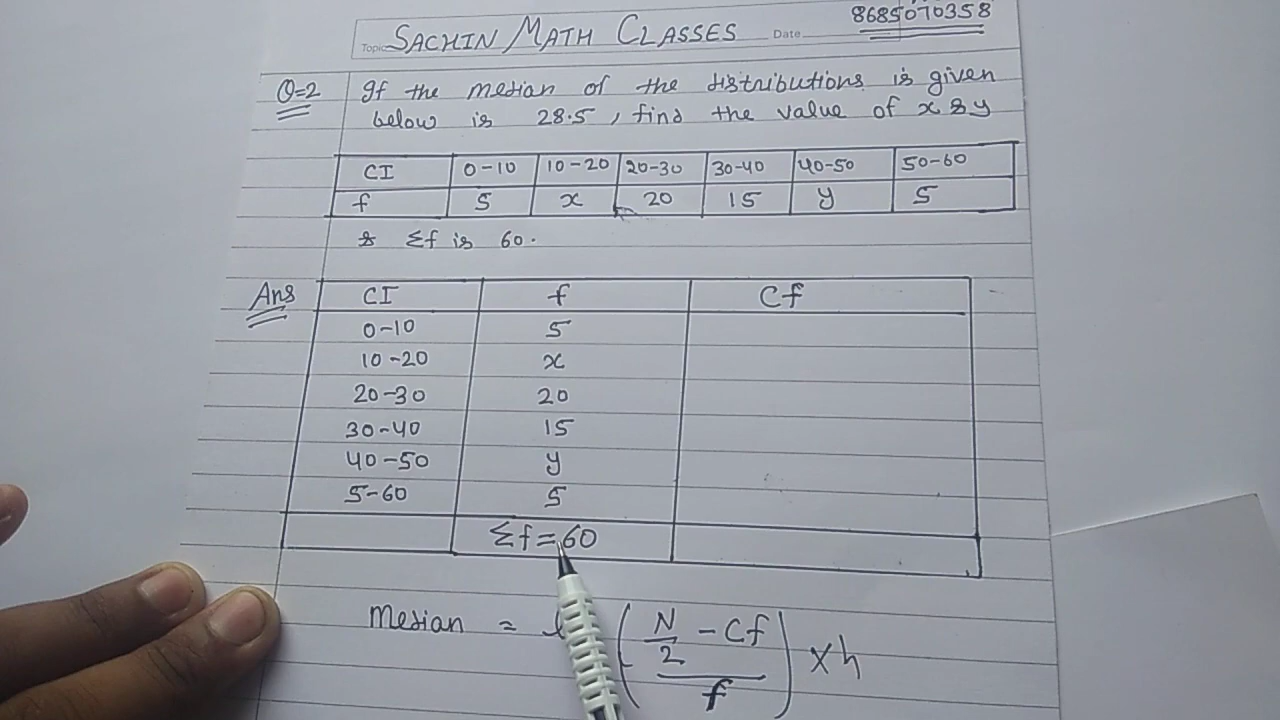 8685070358
Topic SACHIN MATH CLASSES Date
Q=2 If the median of the distributions is given
below is 28.5, find the value of x & y
CI 0-10 10-20 20-30 30-40 40-50 50-60
f 5 x 20 15 y 5
& Σf is 60.
Ans CI f Cf
0-10 5
10-20 x
20-30 20
30-40 15
40-50 y
5-60 5
Σf=60
Median = l (N/2 - Cf / f) × h